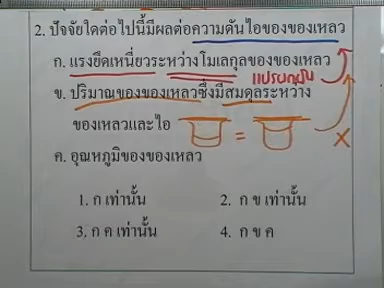 2. ปัจจัยใดต่อไปนี้มีผลต่อความดันไอของของเหลว
ก. แรงยึดเหนี่ยวระหว่างโมเลกุลของของเหลว
แปรผกผัน
ข. ปริมาณของของเหลวซึ่งมีสมดุลระหว่าง
ของเหลวและไอ = X
ค. อุณหภูมิของของเหลว
1. ก เท่านั้น 2. ก ข เท่านั้น
3. ก ค เท่านั้น 4. ก ข ค